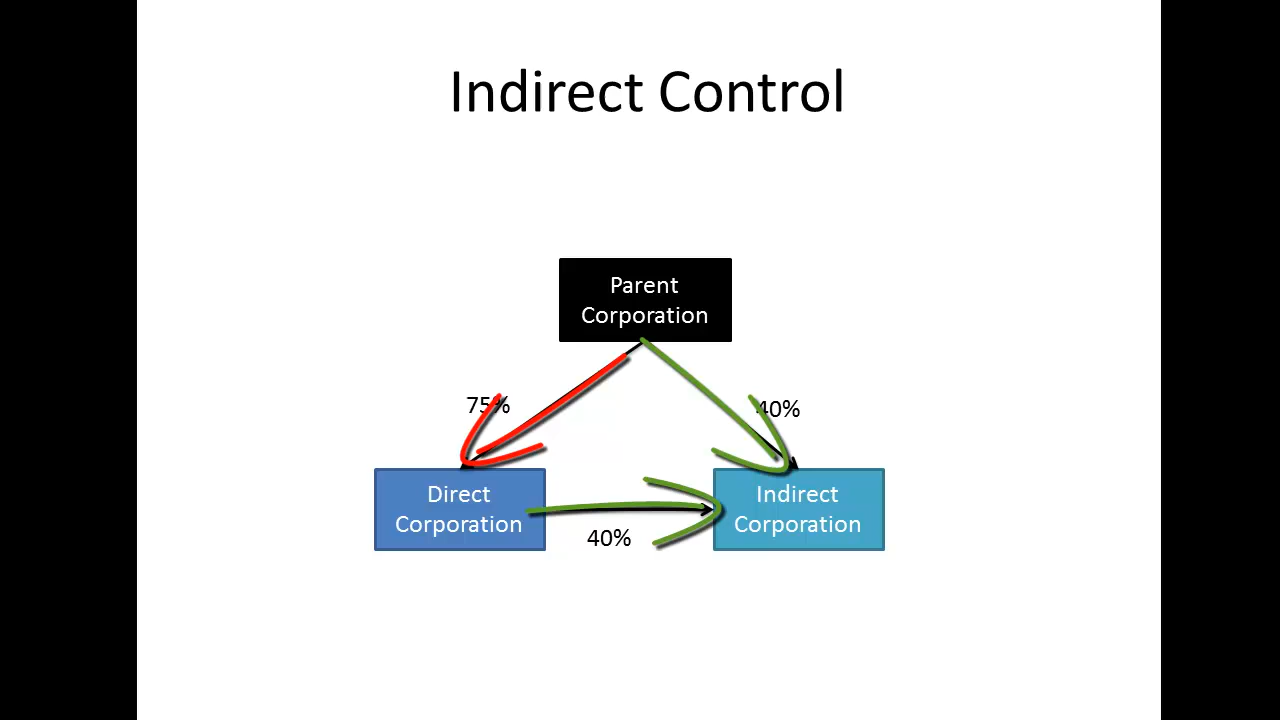 Indirect Control
Parent
Corporation
75%
40%
Direct
Corporation
40%
Indirect
Corporation